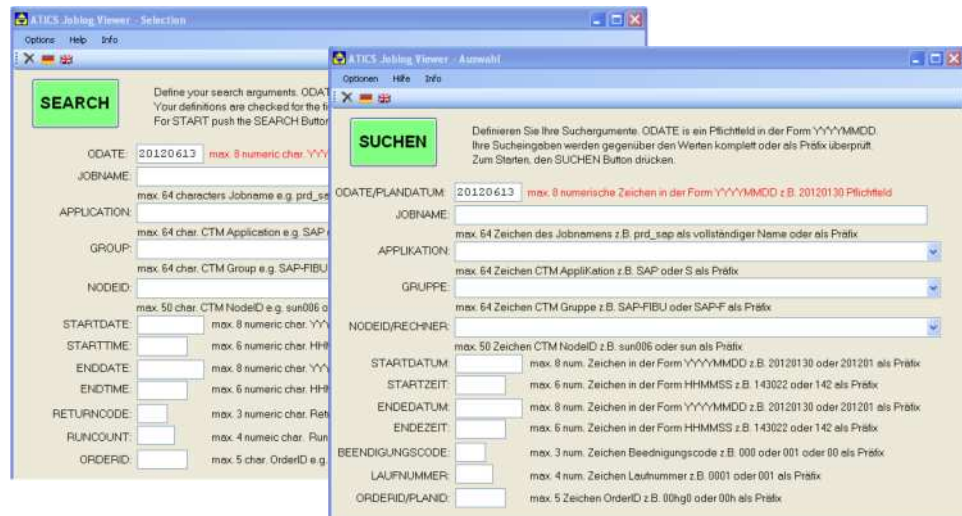 ATICS Joblog Viewer - Selection
Options Help Info
SEARCH
Define your search arguments. ODAT
Your definitions are checked for the
For START push the SEARCH Button
ODATE: 20120613 max. 8 numeric char. YYY
JOBNAME:
max. 64 characters Jobname e.g. prd_sa
APPLICATION:
max. 64 char. CTM Application e.g. SAP
GROUP:
max. 64 char. CTM Group e.g. SAP-FIBU
NODEID:
max. 50 char. CTM NodeID e.g. sun006 o
STARTDATE: max. 8 numeric char. YYY
STARTTIME: max. 6 numeric char. HHM
ENDDATE: max. 8 numeric char. YYY
ENDTIME: max. 6 numeric char. HHM
RETURNCODE: max. 3 numeric char. Ret
RUNCOUNT: max. 4 numeic char. Run
ORDERID: max. 5 char. OrderID e.g.
ATICS Joblog Viewer - Auswahl
Optionen Hilfe Info
SUCHEN
Definieren Sie Ihre Suchargumente. ODATE ist ein Pflichtfeld in der Form YYYYMMDD.
Ihre Sucheingaben werden gegenüber den Werten komplett oder als Präfix überprüft.
Zum Starten, den SUCHEN Button drücken.
ODATE/PLANDATUM: 20120613 max. 8 numerische Zeichen in der Form YYYYMMDD z.B. 20120130 Pflichtfeld
JOBNAME:
max. 64 Zeichen des Jobnamens z.B. prd_sap als vollständiger Name oder als Präfix
APPLIKATION:
max. 64 Zeichen CTM AppliKation z.B. SAP oder S als Präfix
GRUPPE:
max. 64 Zeichen CTM Gruppe z.B. SAP-FIBU oder SAP-F als Präfix
NODEID/RECHNER:
max. 50 Zeichen CTM NodeID z.B. sun006 oder sun als Präfix
STARTDATUM: max. 8 num. Zeichen in der Form YYYYMMDD z.B. 20120130 oder 201201 als Präfix
STARTZEIT: max. 6 num. Zeichen in der Form HHMMSS z.B. 143022 oder 142 als Präfix
ENDEDATUM: max. 8 num. Zeichen in der Form YYYYMMDD z.B. 20120130 oder 201201 als Präfix
ENDEZEIT: max. 6 num. Zeichen in der Form HHMMSS z.B. 143022 oder 142 als Präfix
BEENDIGUNGSCODE: max. 3 num. Zeichen Beednigungscode z.B. 000 oder 001 oder 00 als Präfix
LAUFNUMMER: max. 4 num. Zeichen Laufnummer z.B. 0001 oder 001 als Präfix
ORDERID/PLANID: max. 5 Zeichen OrderID z.B. 00hg0 oder 00h als Präfix